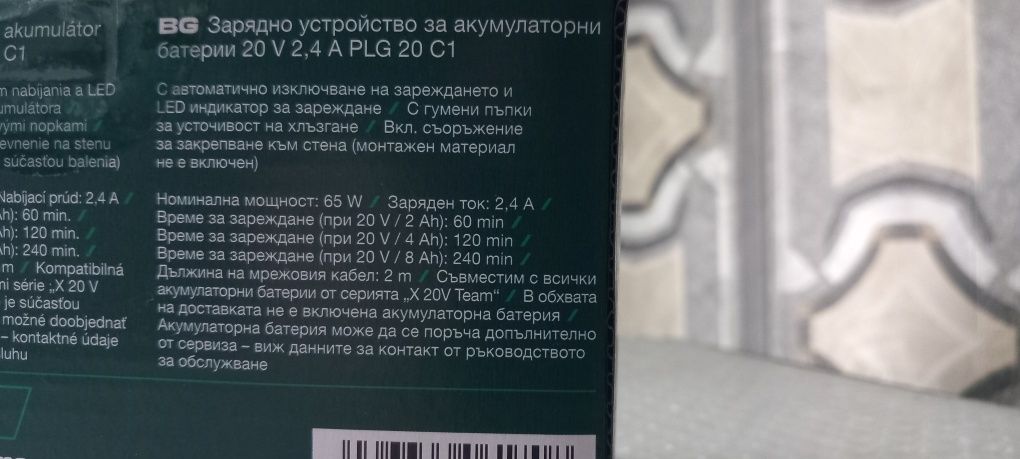 akumulátor
C1
nabíjania a LED
umulátora
nopkami
na stenu
súčasťou balenia)
Nabíjací prúd: 2,4 A /
Ah): 60 min. /
Ah): 120 min. /
Ah): 240 min. /
m / Kompatibilná
série „X 20 V
je súčasťou
možné doobjednať
– kontaktné údaje
BG Зарядно устройство за акумулаторни
батерии 20 V 2,4 A PLG 20 C1
С автоматично изключване на зареждането и
LED индикатор за зареждане / С гумени пъпки
за усточивост на хлъзгане / Вкл. съоръжение
за закрепване към стена (монтажен материал
не е включен)
Номинална мощност: 65 W / Заряден ток: 2,4 A /
Време за зареждане (при 20 V / 2 Ah): 60 min /
Време за зареждане (при 20 V / 4 Ah): 120 min /
Време за зареждане (при 20 V / 8 Ah): 240 min /
Дължина на мрежовия кабел: 2 m / Съвместим с всички
акумулаторни батерии от серията „X 20V Team“ / В обхвата
на доставката не е включена акумулаторна батерия /
Акумулаторна батерия може да се поръча допълнително
от сервиза – виж данните за контакт от ръководството
за обслужване